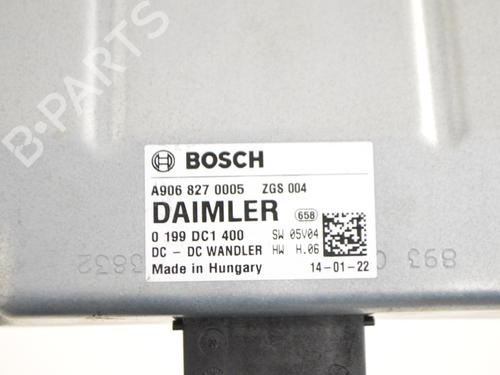 B-PARTS
BOSCH
A906 827 0005 ZGS 004
DAIMLER 658
0 199 DC1 400 SW 05V04
DC - DC WANDLER HW H.06
Made in Hungary 14-01-22
893